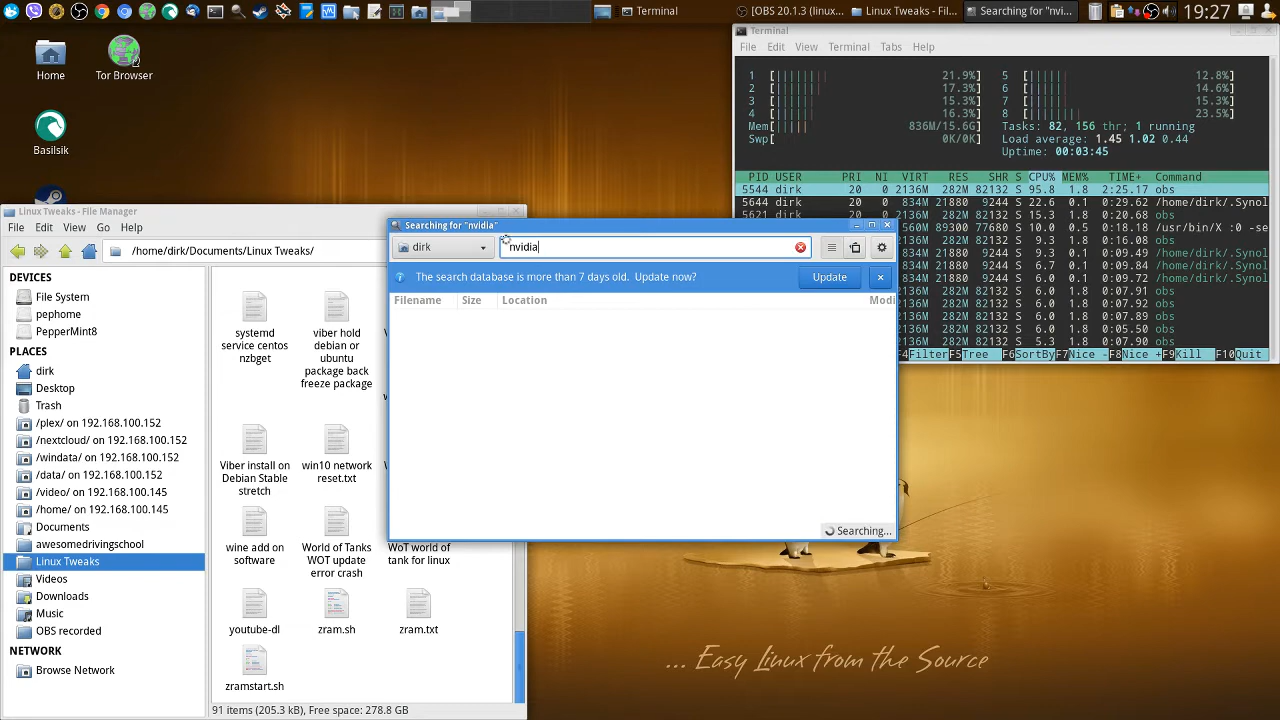 Terminal
[OBS 20.1.3 (linux...
Linux Tweaks - Fil...
Searching for "nvi...
19:27
Home
Tor Browser
Basilsik
Terminal
File Edit View Terminal Tabs Help
1 [|||||||| 21.9%] 5 [||||| 12.8%]
2 [||||||| 17.3%] 6 [||||| 14.6%]
3 [|||||| 15.3%] 7 [||||| 15.3%]
4 [|||||| 16.3%] 8 [|||||||| 23.5%]
Mem[||||| 836M/15.6G] Tasks: 82, 156 thr; 1 running
Swp[ 0K/0K] Load average: 1.45 1.02 0.44
Uptime: 00:03:45
PID USER PRI NI VIRT RES SHR S CPU% MEM% TIME+ Command
5544 dirk 20 0 2136M 282M 82132 S 95.8 1.8 2:25.17 obs
5644 dirk 20 0 2136M 282M 82132 S 22.6 0.1 0:09.92 /home/dirk/.Synol
5621 dirk
F4Filter F5Tree F6SortBy F7Nice - F8Nice + F9Kill F10Quit
Linux Tweaks - File Manager
File Edit View Go Help
/home/dirk/Documents/Linux Tweaks/
DEVICES
File System
pephome
PepperMint8
PLACES
dirk
Desktop
Trash
/plex/ on 192.168.100.152
/nextcloud/ on 192.168.100.152
/windata/ on 192.168.100.152
/data/ on 192.168.100.152
/video/ on 192.168.100.145
/home/ on 192.168.100.145
Documents
awesomedrivingschool
Linux Tweaks
Videos
Downloads
Music
OBS recorded
NETWORK
Browse Network
systemd
service centos
nzbget
viber hold
debian or
ubuntu
package back
freeze package
Viber install on
Debian Stable
stretch
win10 network
reset.txt
wine add on
software
World of Tanks
WOT update
error crash
WoT world of
tank for linux
youtube-dl
zram.sh
zram.txt
zramstart.sh
91 items (205.3 kB), Free space: 278.8 GB
Searching for "nvidia"
dirk
nvidia
The search database is more than 7 days old. Update now?
Update
Filename Size Location Modi
Searching...
... Easy Linux from the Source